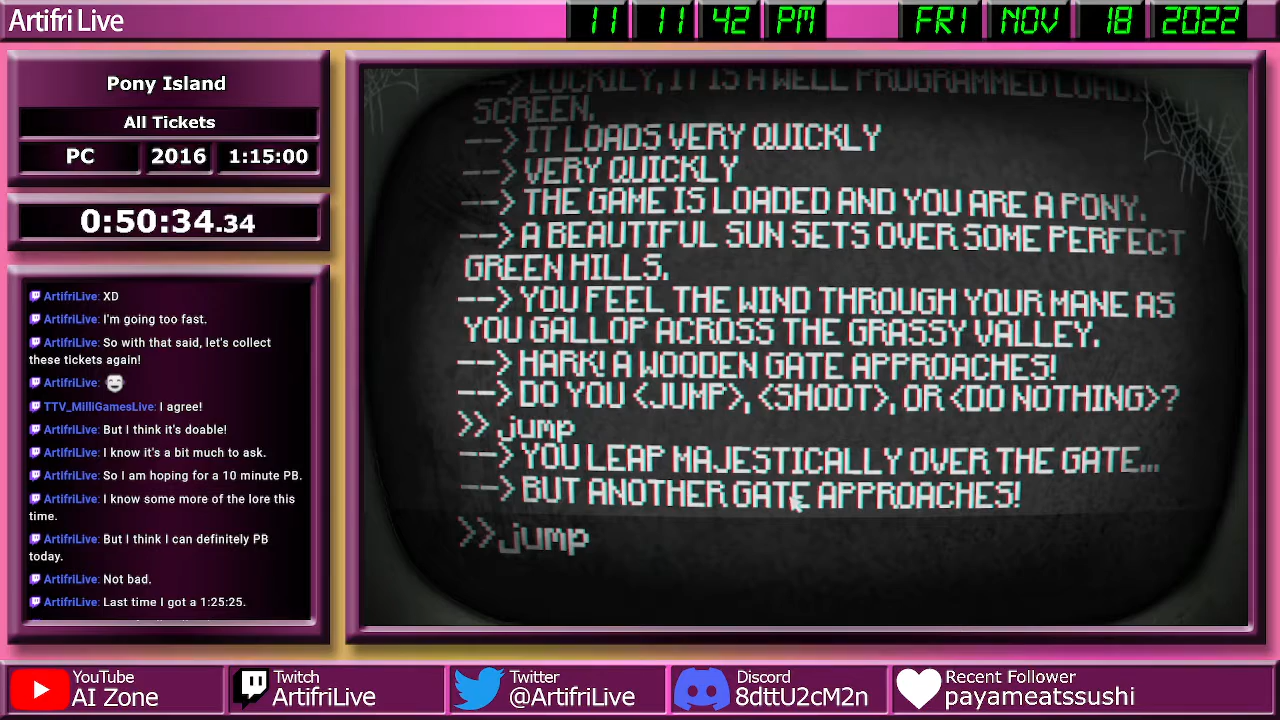 Artifri Live
11 11 42 PM FRI NOV 18 2022
Pony Island
All Tickets
PC 2016 1:15:00
0:50:34.34
ArtifriLive: XD
ArtifriLive: I'm going too fast.
ArtifriLive: So with that said, let's collect
these tickets again!
ArtifriLive:
TTV_MilliGamesLive: I agree!
ArtifriLive: But I think it's doable!
ArtifriLive: I know it's a bit much to ask.
ArtifriLive: So I am hoping for a 10 minute PB.
ArtifriLive: I know some more of the lore this
time.
ArtifriLive: But I think I can definitely PB
today.
ArtifriLive: Not bad.
ArtifriLive: Last time I got a 1:25:25.
--> LUCKILY, IT IS A WELL PROGRAMMED LOADI
SCREEN.
--> IT LOADS VERY QUICKLY
--> VERY QUICKLY
--> THE GAME IS LOADED AND YOU ARE A PONY.
--> A BEAUTIFUL SUN SETS OVER SOME PERFECT
GREEN HILLS.
--> YOU FEEL THE WIND THROUGH YOUR MANE AS
YOU GALLOP ACROSS THE GRASSY VALLEY.
--> HARK! A WOODEN GATE APPROACHES!
--> DO YOU <JUMP>, <SHOOT>, OR <DO NOTHING>?
>> jump
--> YOU LEAP MAJESTICALLY OVER THE GATE...
--> BUT ANOTHER GATE APPROACHES!
>>jump
YouTube
AI Zone
Twitch
ArtifriLive
Twitter
@ArtifriLive
Discord
8dttU2cM2n
Recent Follower
payameatssushi